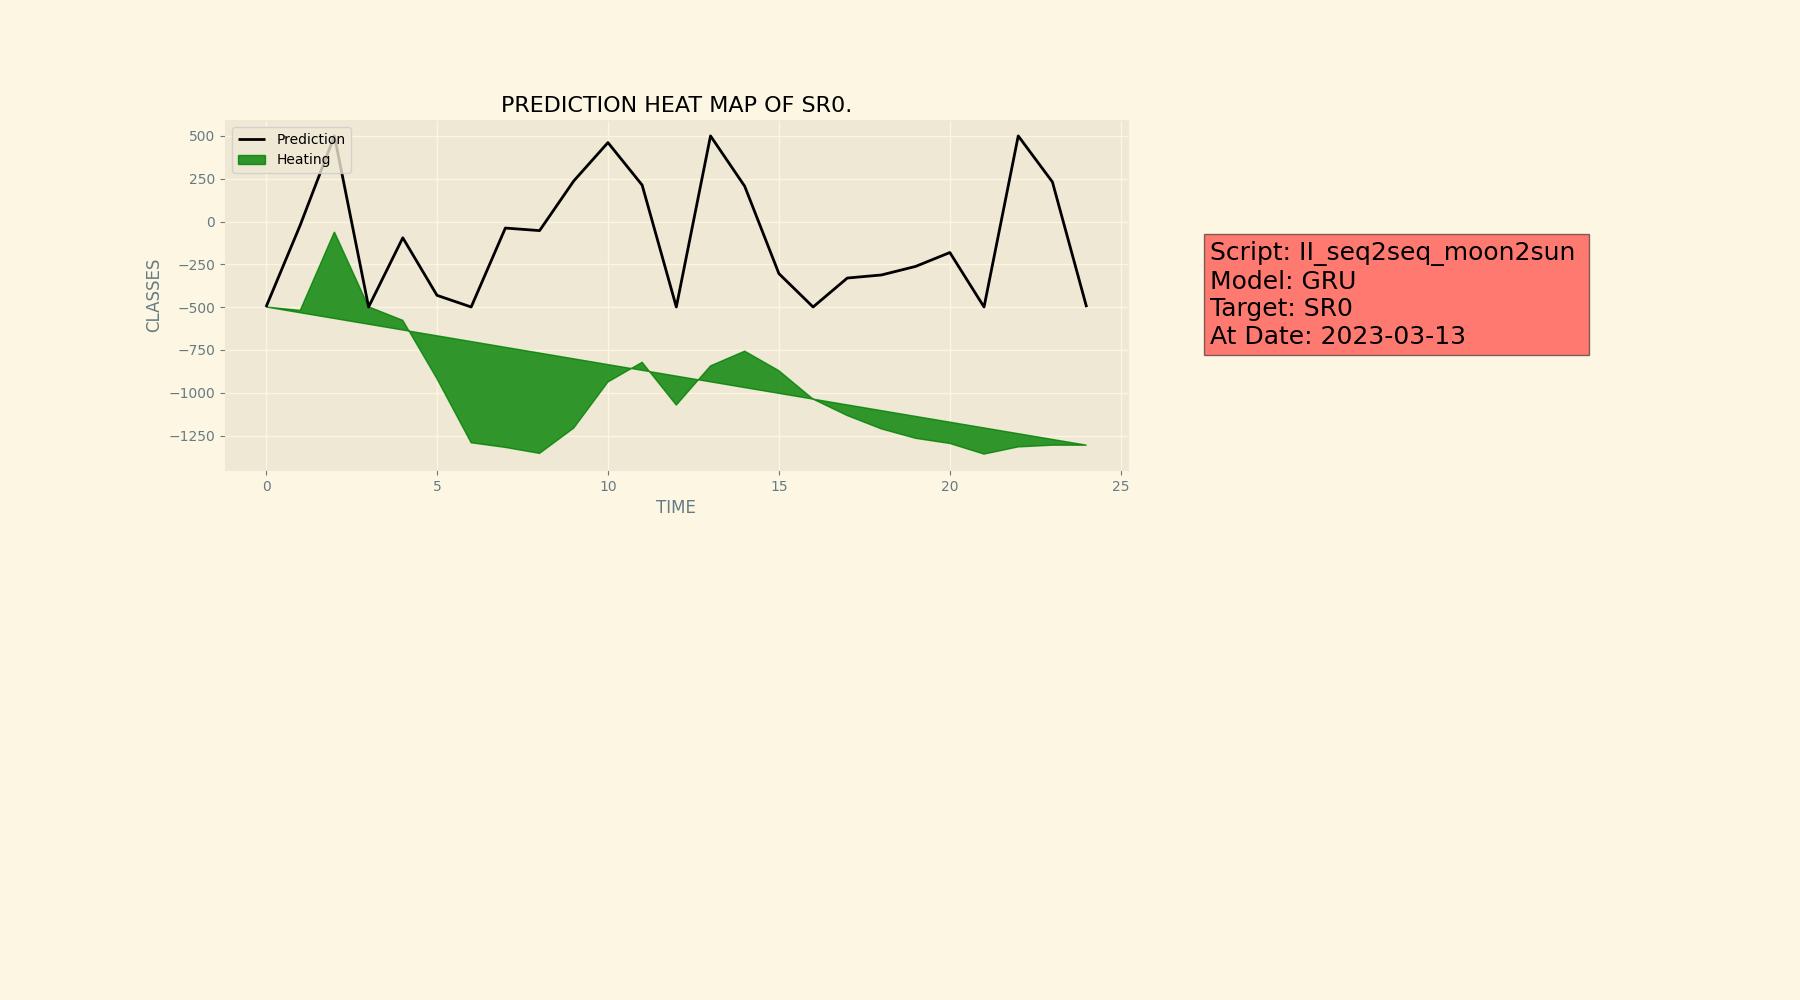 PREDICTION HEAT MAP OF SR0.
Prediction
Heating
500
250
0
−250
−500
−750
−1000
−1250
CLASSES
0 5 10 15 20 25
TIME
Script: II_seq2seq_moon2sun
Model: GRU
Target: SR0
At Date: 2023-03-13